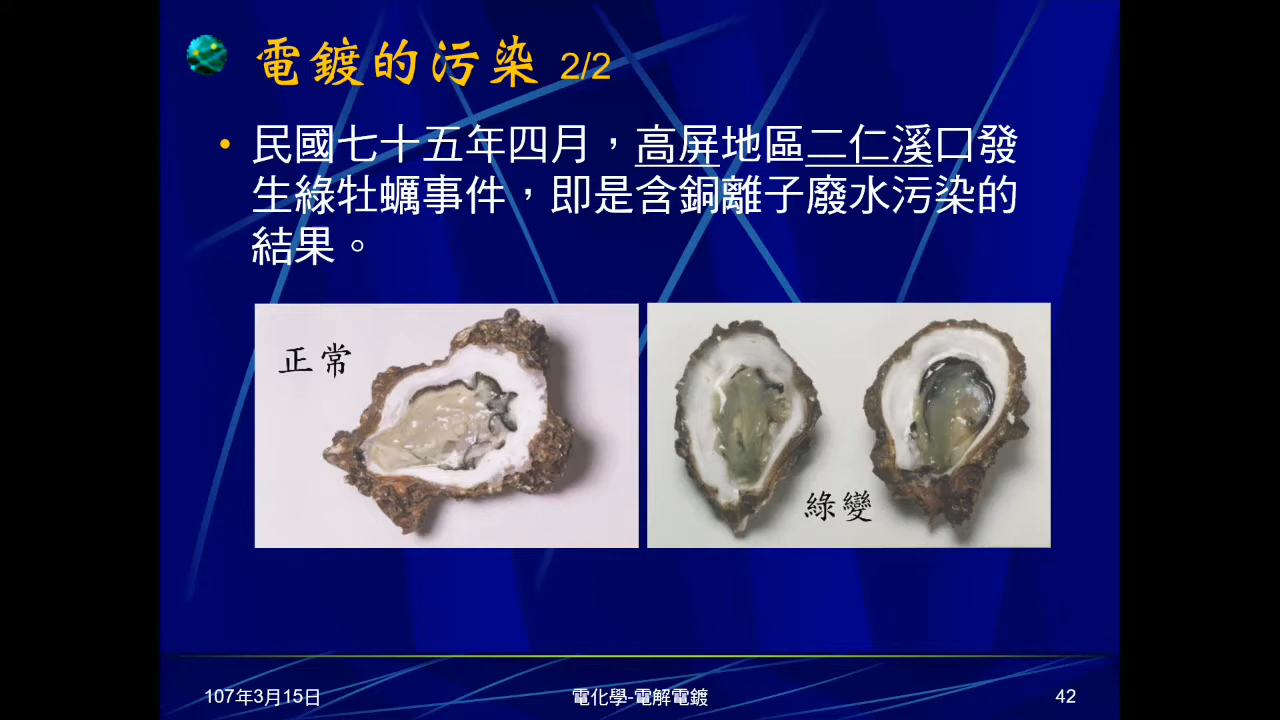 電鍍的污染 2/2
• 民國七十五年四月，高屏地區二仁溪口發
生綠牡蠣事件，即是含銅離子廢水污染的
結果。
正常
綠變
107年3月15日
電化學-電解電鍍
42